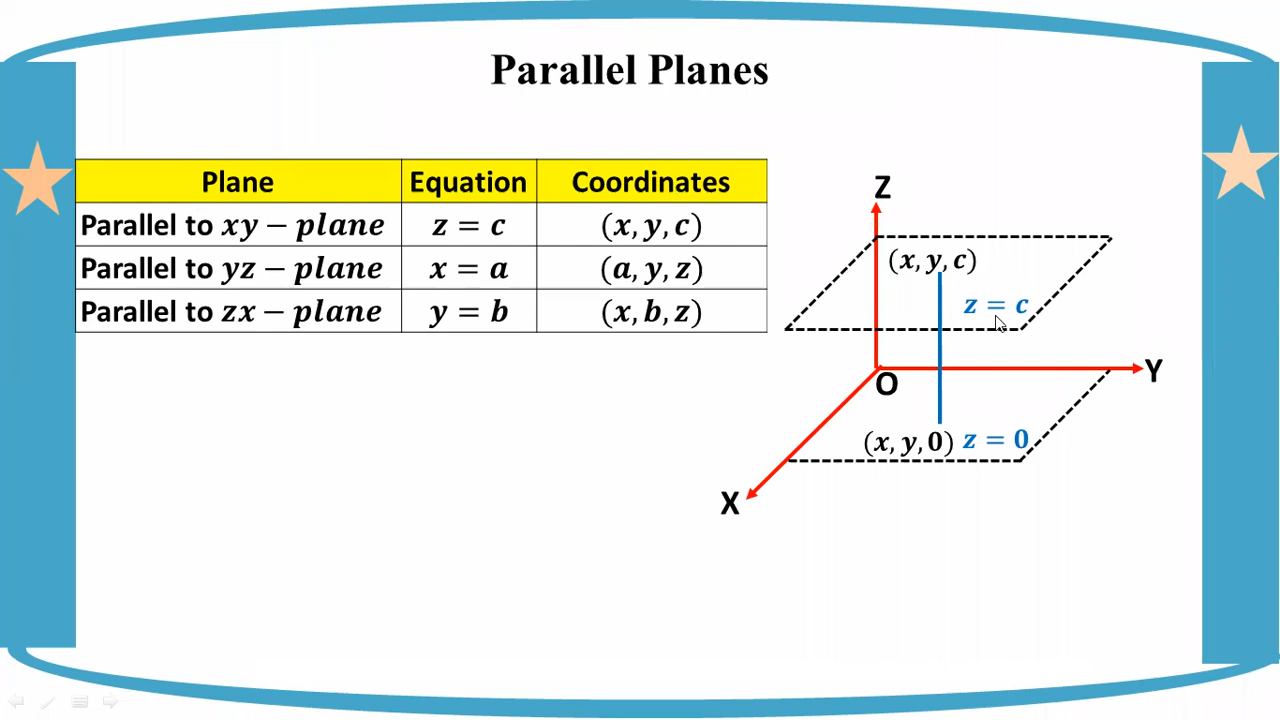 Parallel Planes
Plane Equation Coordinates
Parallel to xy − plane z = c (x, y, c)
Parallel to yz − plane x = a (a, y, z)
Parallel to zx − plane y = b (x, b, z)
Z
(x, y, c)
z = c
O
Y
(x, y, 0) z = 0
X